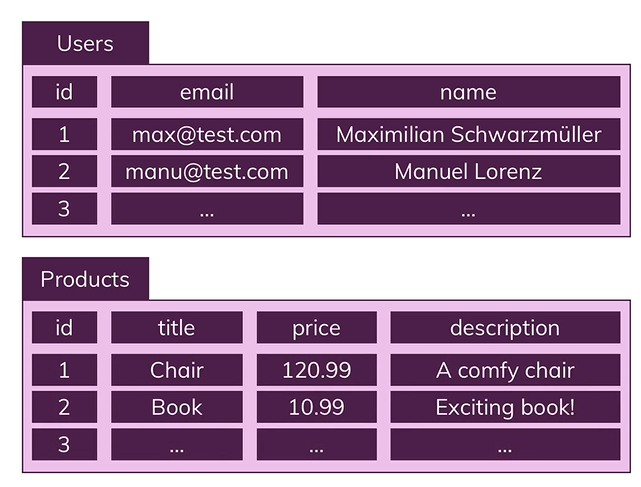 Users
id email name
1 max@test.com Maximilian Schwarzmüller
2 manu@test.com Manuel Lorenz
3 ... ...
Products
id title price description
1 Chair 120.99 A comfy chair
2 Book 10.99 Exciting book!
3 ... ... ...